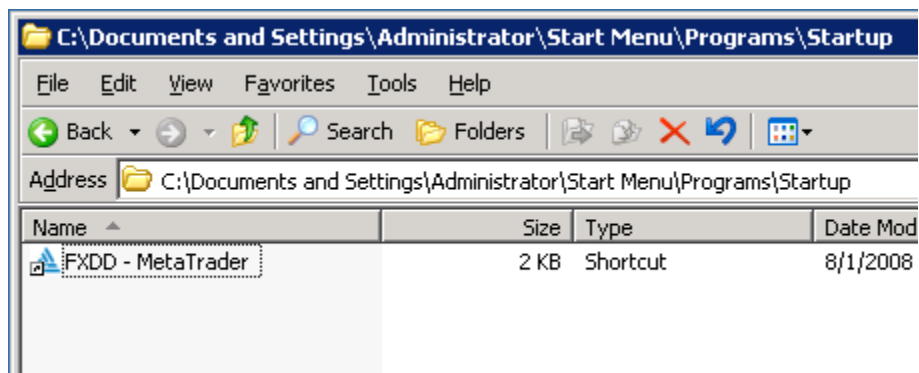 C:\Documents and Settings\Administrator\Start Menu\Programs\Startup
File Edit View Favorites Tools Help
Back Search Folders
Address C:\Documents and Settings\Administrator\Start Menu\Programs\Startup
Name Size Type Date Mod
FXDD - MetaTrader 2 KB Shortcut 8/1/2008